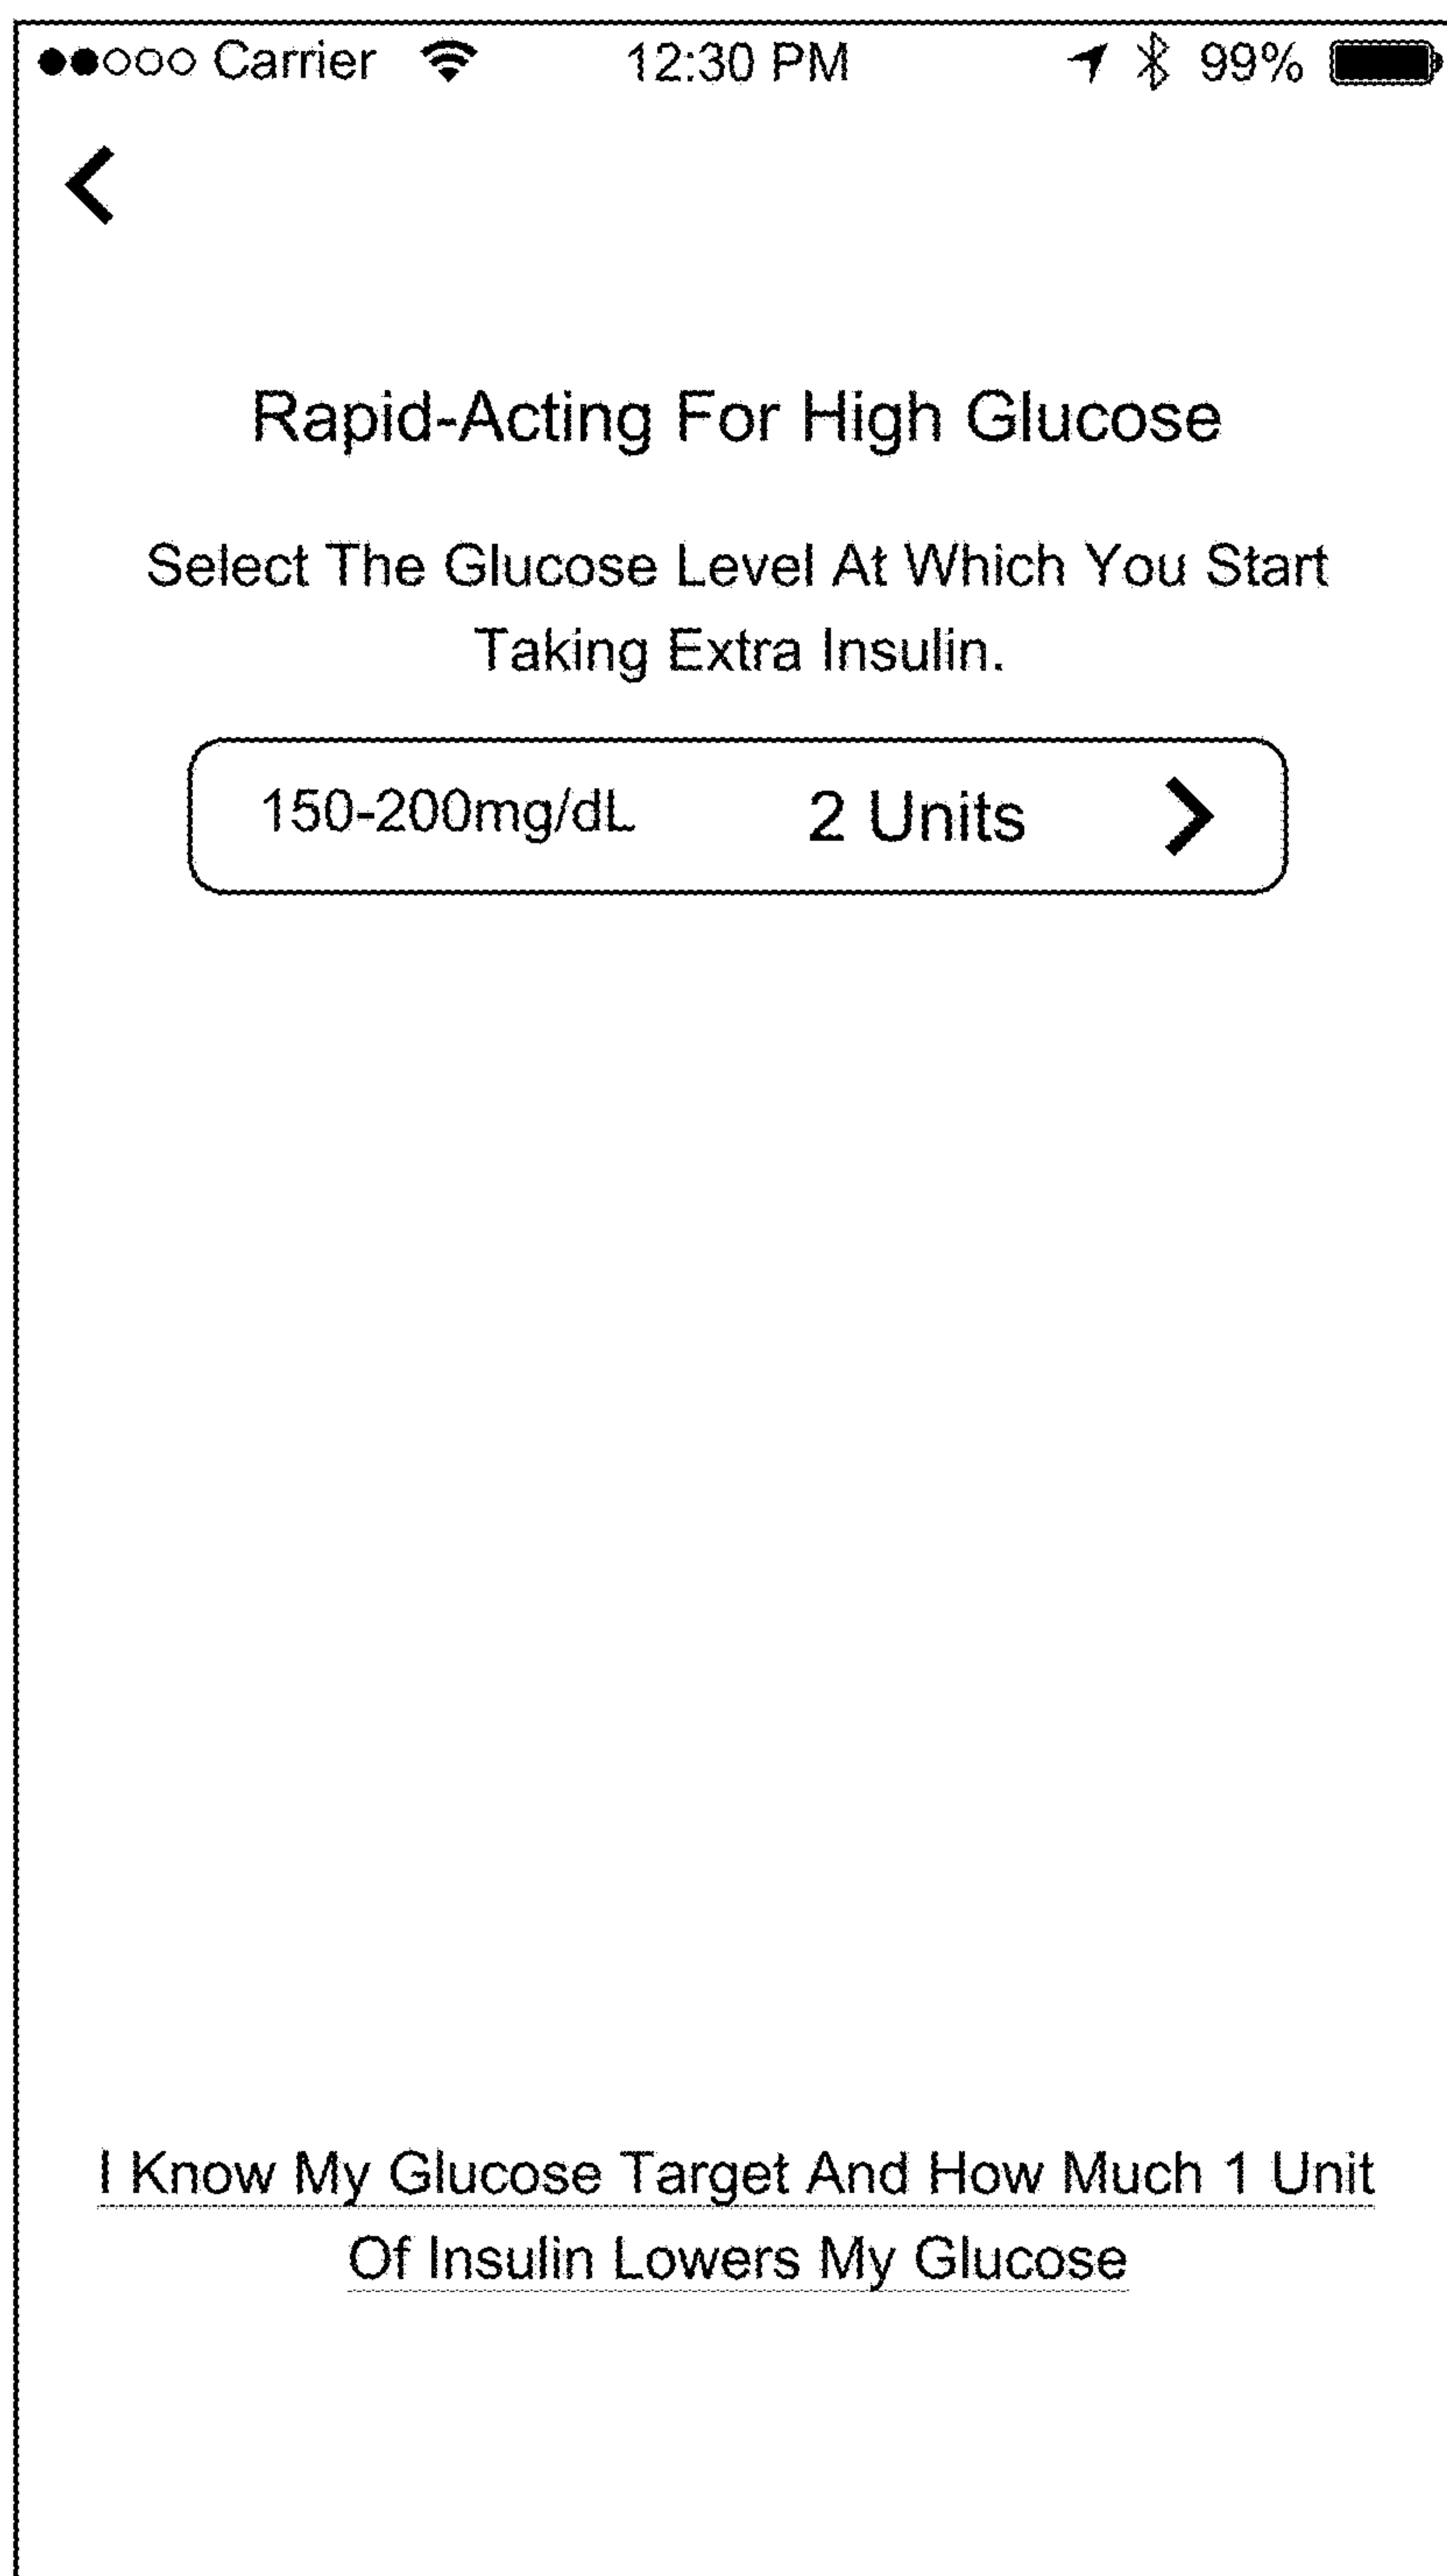 Carrier 12:30 PM 99%
Rapid-Acting For High Glucose
Select The Glucose Level At Which You Start
Taking Extra Insulin.
150-200mg/dL 2 Units
I Know My Glucose Target And How Much 1 Unit
Of Insulin Lowers My Glucose